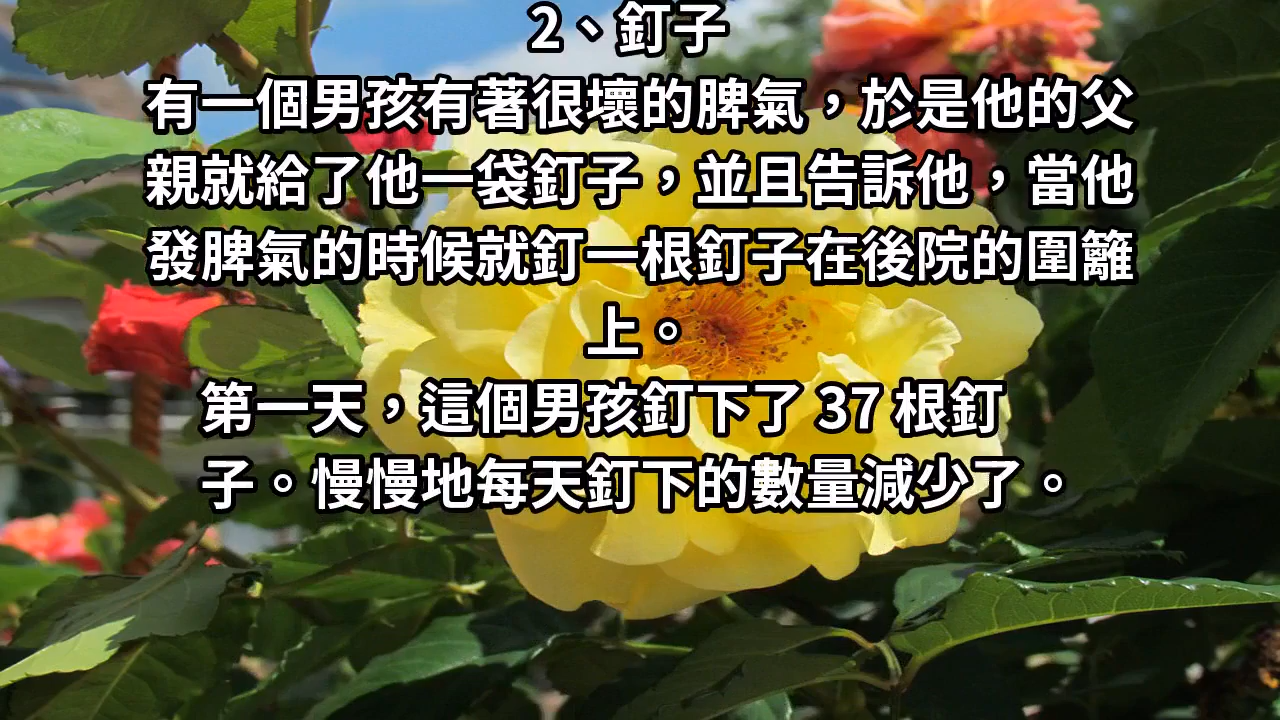 2、釘子
有一個男孩有著很壞的脾氣，於是他的父
親就給了他一袋釘子，並且告訴他，當他
發脾氣的時候就釘一根釘子在後院的圍籬
上。
第一天，這個男孩釘下了 37 根釘
子。慢慢地每天釘下的數量減少了。